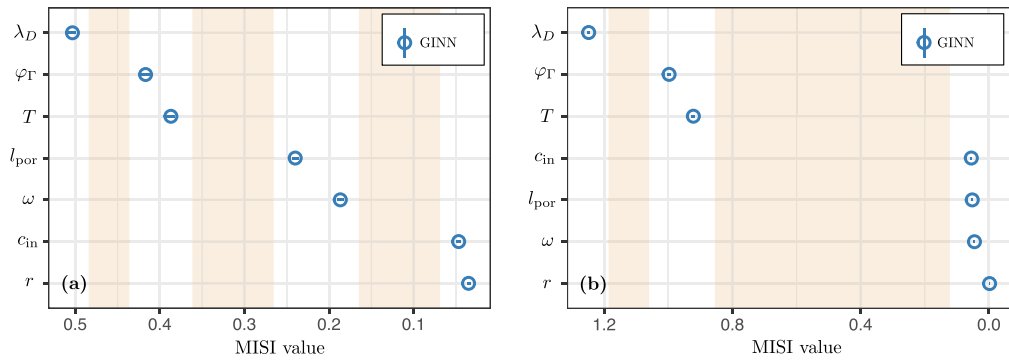 λ_D
φ_Γ
T
l_por
ω
c_in
r
(a)
GINN
0.5 0.4 0.3 0.2 0.1
MISI value
λ_D
φ_Γ
T
c_in
l_por
ω
r
(b)
GINN
1.2 0.8 0.4 0.0
MISI value